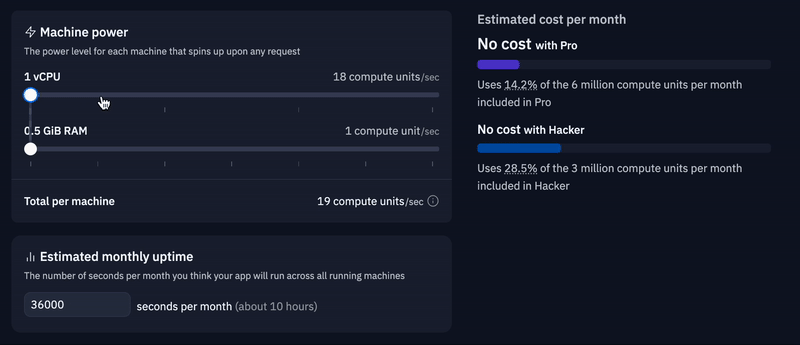 Machine power
The power level for each machine that spins up upon any request
1 vCPU 18 compute units/sec
0.5 GiB RAM 1 compute unit/sec
Total per machine 19 compute units/sec
Estimated monthly uptime
The number of seconds per month you think your app will run across all running machines
36000 seconds per month (about 10 hours)
Estimated cost per month
No cost with Pro
Uses 14.2% of the 6 million compute units per month
included in Pro
No cost with Hacker
Uses 28.5% of the 3 million compute units per month
included in Hacker